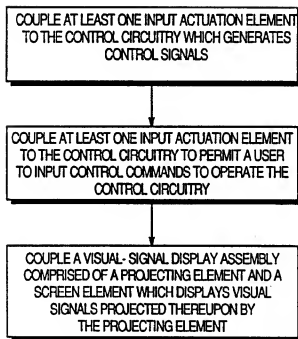 COUPLE AT LEAST ONE INPUT ACTUATION ELEMENT
TO THE CONTROL CIRCUITRY WHICH GENERATES
CONTROL SIGNALS
COUPLE AT LEAST ONE INPUT ACTUATION ELEMENT
TO THE CONTROL CIRCUITRY TO PERMIT A USER
TO INPUT CONTROL COMMANDS TO OPERATE THE
CONTROL CIRCUITRY
COUPLE A VISUAL- SIGNAL DISPLAY ASSEMBLY
COMPRISED OF A PROJECTING ELEMENT AND A
SCREEN ELEMENT WHICH DISPLAYS VISUAL
SIGNALS PROJECTED THEREUPON BY
THE PROJECTING ELEMENT